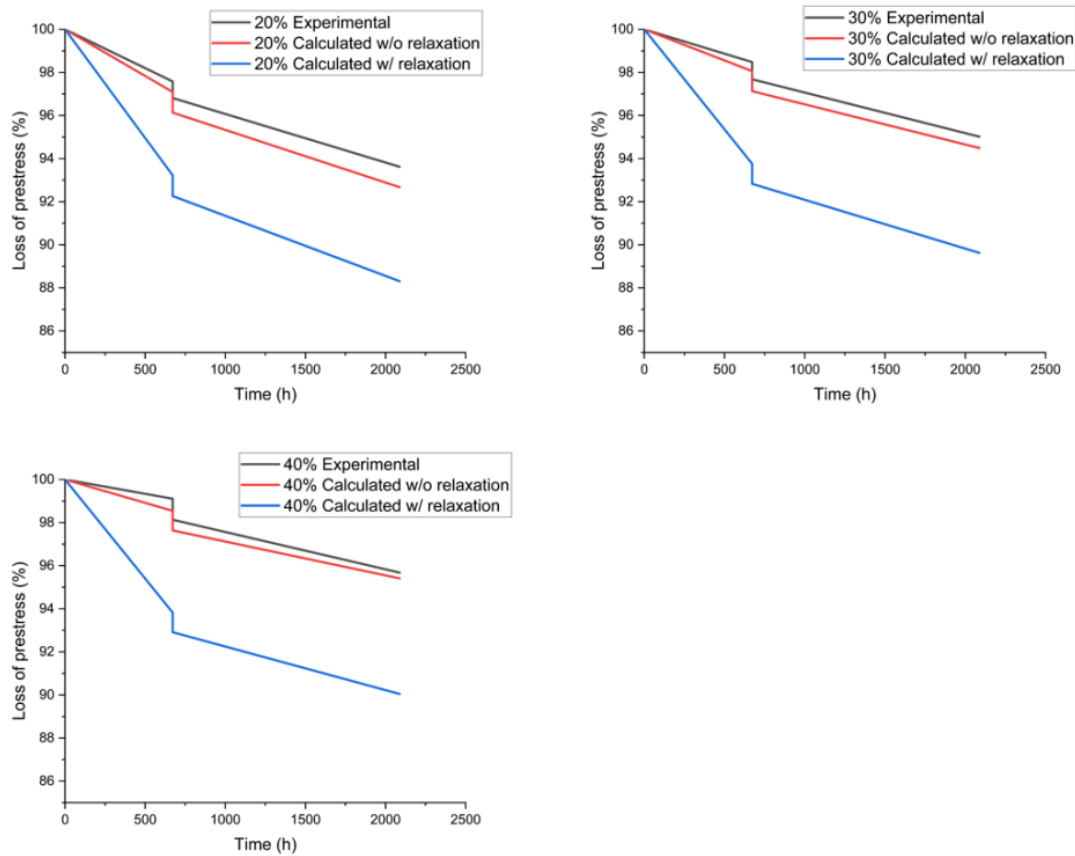 20% Experimental
20% Calculated w/o relaxation
20% Calculated w/ relaxation
100
98
96
94
92
90
88
86
Loss of prestress (%)
0
500
1000
1500
2000
2500
Time (h)
30% Experimental
30% Calculated w/o relaxation
30% Calculated w/ relaxation
100
98
96
94
92
90
88
86
Loss of prestress (%)
0
500
1000
1500
2000
2500
Time (h)
40% Experimental
40% Calculated w/o relaxation
40% Calculated w/ relaxation
100
98
96
94
92
90
88
86
Loss of prestress (%)
0
500
1000
1500
2000
2500
Time (h)